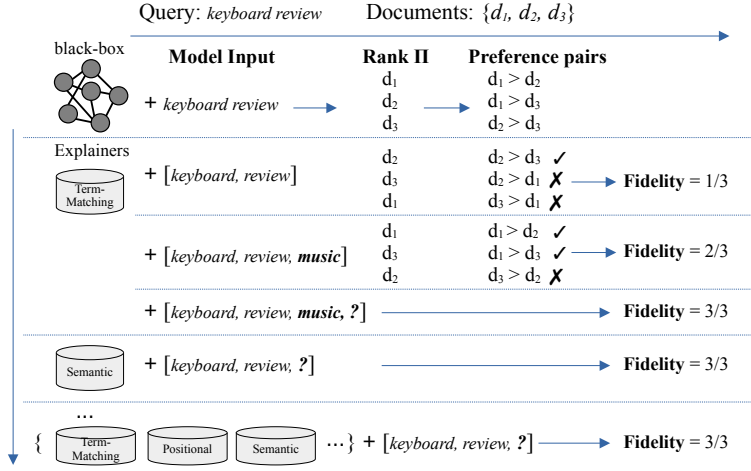 Query: keyboard review Documents: {d₁, d₂, d₃}
black-box
Model Input Rank Π Preference pairs
d₁ d₁ > d₂
+ keyboard review d₂ d₁ > d₃
d₃ d₂ > d₃
Explainers
d₂ d₂ > d₃ ✓
Term-
Matching
+ [keyboard, review] d₃ d₂ > d₁ ✗ Fidelity = 1/3
d₁ d₃ > d₁ ✗
d₁ d₁ > d₂ ✓
+ [keyboard, review, music] d₃ d₁ > d₃ ✓ Fidelity = 2/3
d₂ d₃ > d₂ ✗
+ [keyboard, review, music, ?] Fidelity = 3/3
Semantic + [keyboard, review, ?] Fidelity = 3/3
...
{ Term-
Matching Positional Semantic ...} + [keyboard, review, ?] Fidelity = 3/3